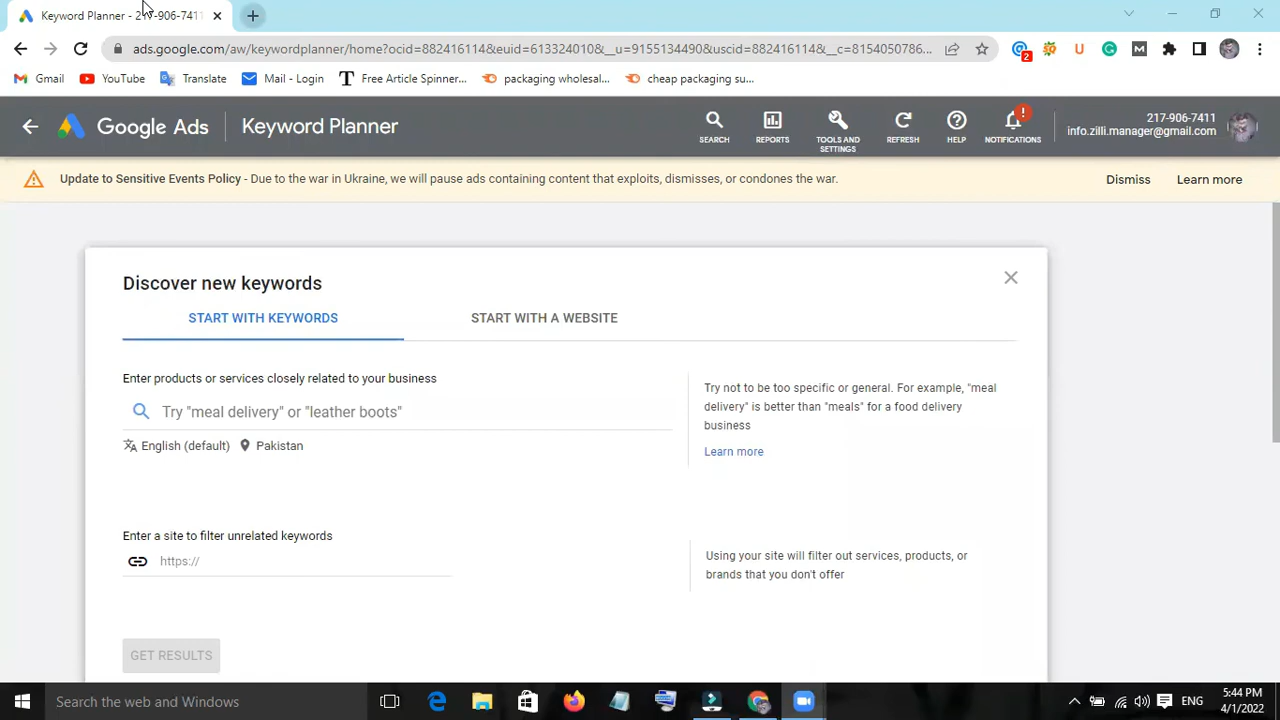 Keyword Planner - 217-906-7411
ads.google.com/aw/keywordplanner/home?ocid=882416114&euid=613324010&__u=9155134490&uscid=882416114&__c=8154050786...
2
Gmail
YouTube
Translate
Mail - Login
Free Article Spinner...
packaging wholesal...
cheap packaging su...
Google Ads
Keyword Planner
SEARCH
REPORTS
TOOLS AND
SETTINGS
REFRESH
HELP
NOTIFICATIONS
217-906-7411
info.zilli.manager@gmail.com
Update to Sensitive Events Policy - Due to the war in Ukraine, we will pause ads containing content that exploits, dismisses, or condones the war.
Dismiss
Learn more
Discover new keywords
START WITH KEYWORDS
START WITH A WEBSITE
Enter products or services closely related to your business
Try "meal delivery" or "leather boots"
English (default)
Pakistan
Try not to be too specific or general. For example, "meal
delivery" is better than "meals" for a food delivery
business
Learn more
Enter a site to filter unrelated keywords
https://
Using your site will filter out services, products, or
brands that you don't offer
GET RESULTS
Search the web and Windows
ENG
5:44 PM
4/1/2022